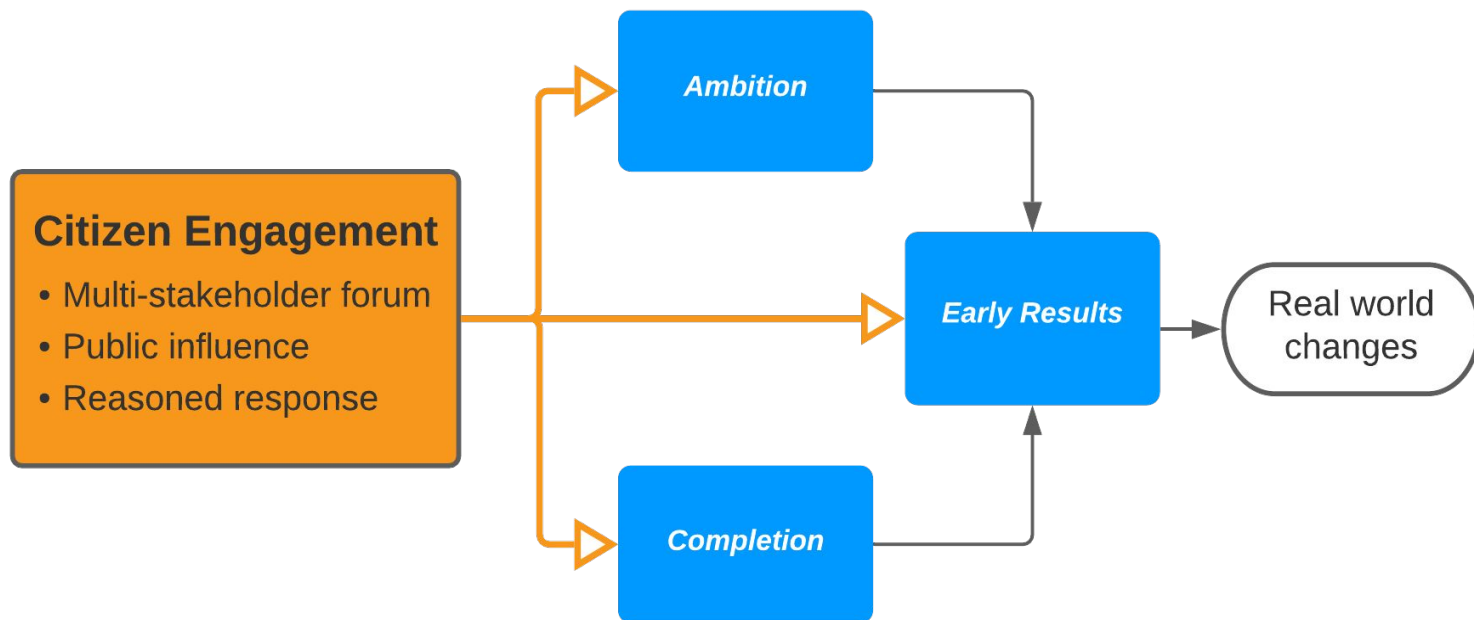 Ambition
Citizen Engagement
• Multi-stakeholder forum
• Public influence
• Reasoned response
Early Results
Real world
changes
Completion